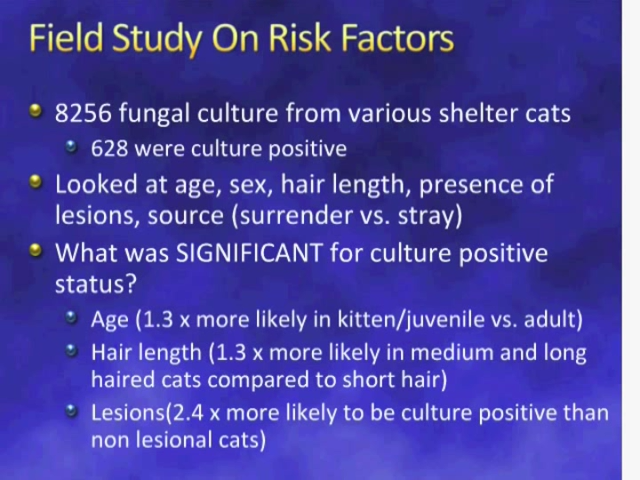 Field Study On Risk Factors
8256 fungal culture from various shelter cats
628 were culture positive
Looked at age, sex, hair length, presence of
lesions, source (surrender vs. stray)
What was SIGNIFICANT for culture positive
status?
Age (1.3 x more likely in kitten/juvenile vs. adult)
Hair length (1.3 x more likely in medium and long
haired cats compared to short hair)
Lesions(2.4 x more likely to be culture positive than
non lesional cats)